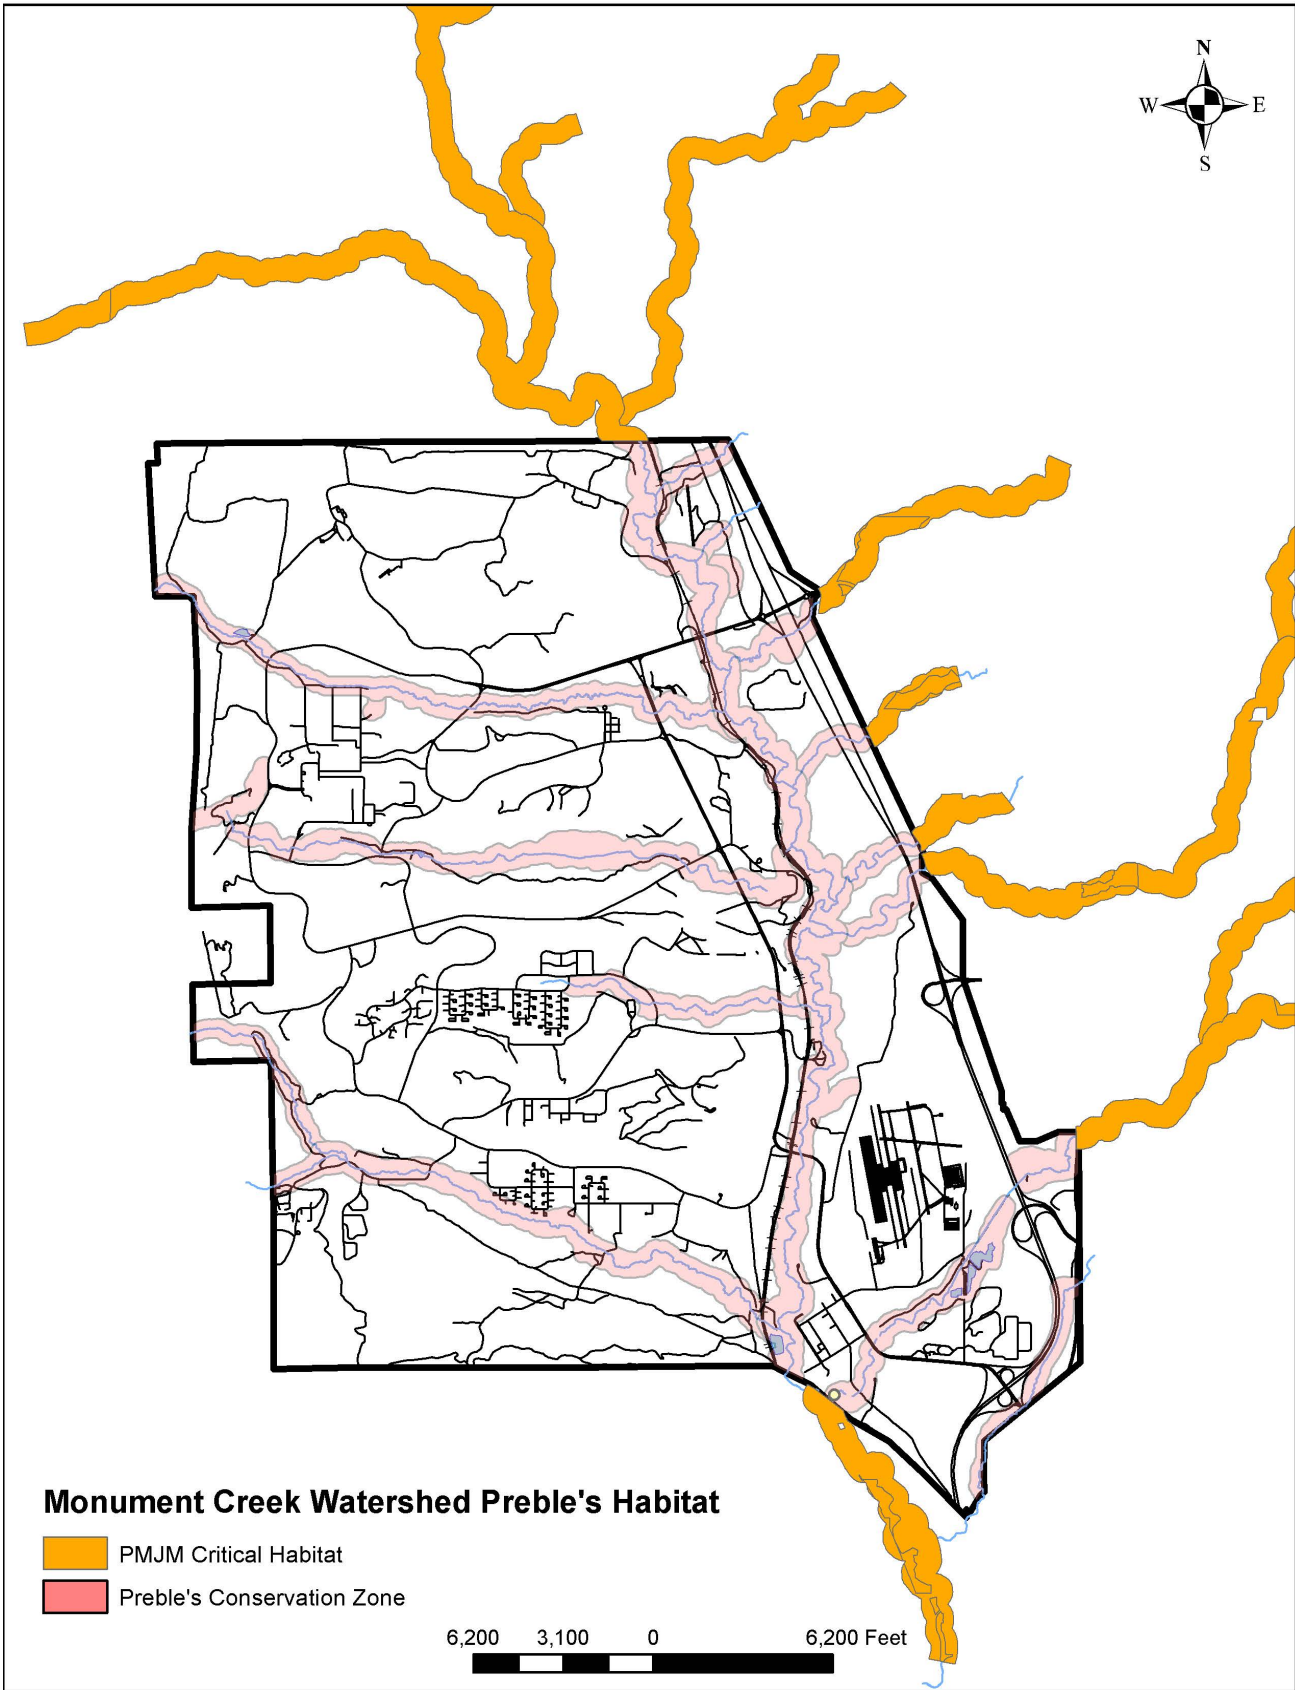 N
W E
S
Monument Creek Watershed Preble's Habitat
PMJM Critical Habitat
Preble's Conservation Zone
6,200 3,100 0 6,200 Feet